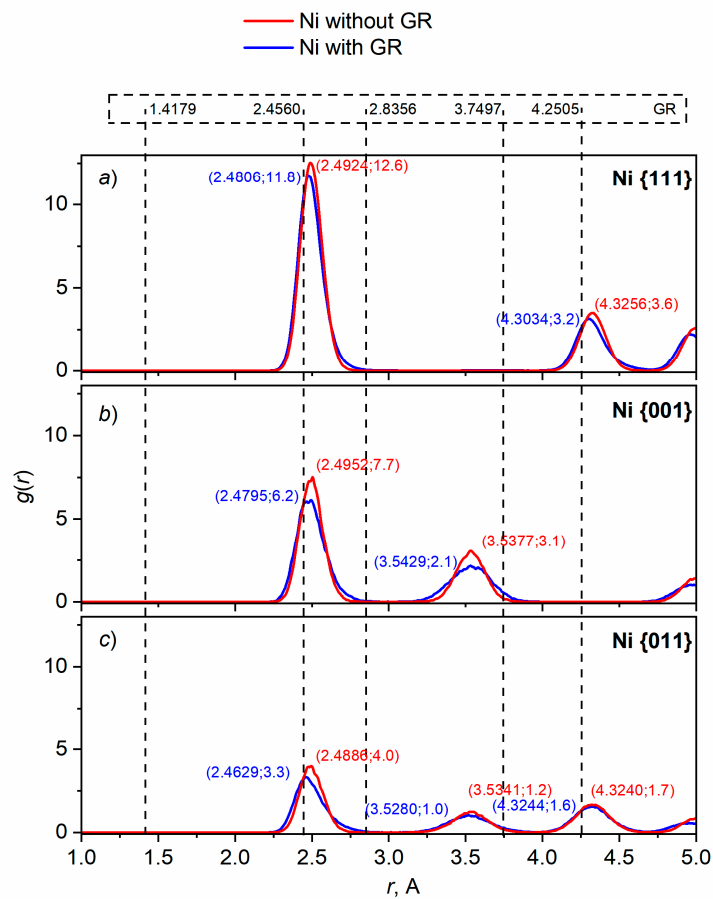 Ni without GR
Ni with GR
1.4179 2.4560 2.8356 3.7497 4.2505 GR
a) (2.4924;12.6) Ni {111}
(2.4806;11.8)
10
(4.3256;3.6)
5
(4.3034;3.2)
0
b) Ni {001}
10
(2.4952;7.7)
(2.4795;6.2)
g(r)
5
(3.5377;3.1)
(3.5429;2.1)
0
c) Ni {011}
10
5
(2.4886;4.0)
(2.4629;3.3)
(3.5341;1.2) (4.3240;1.7)
(3.5280;1.0) (4.3244;1.6)
0
1.0 1.5 2.0 2.5 3.0 3.5 4.0 4.5 5.0
r, A